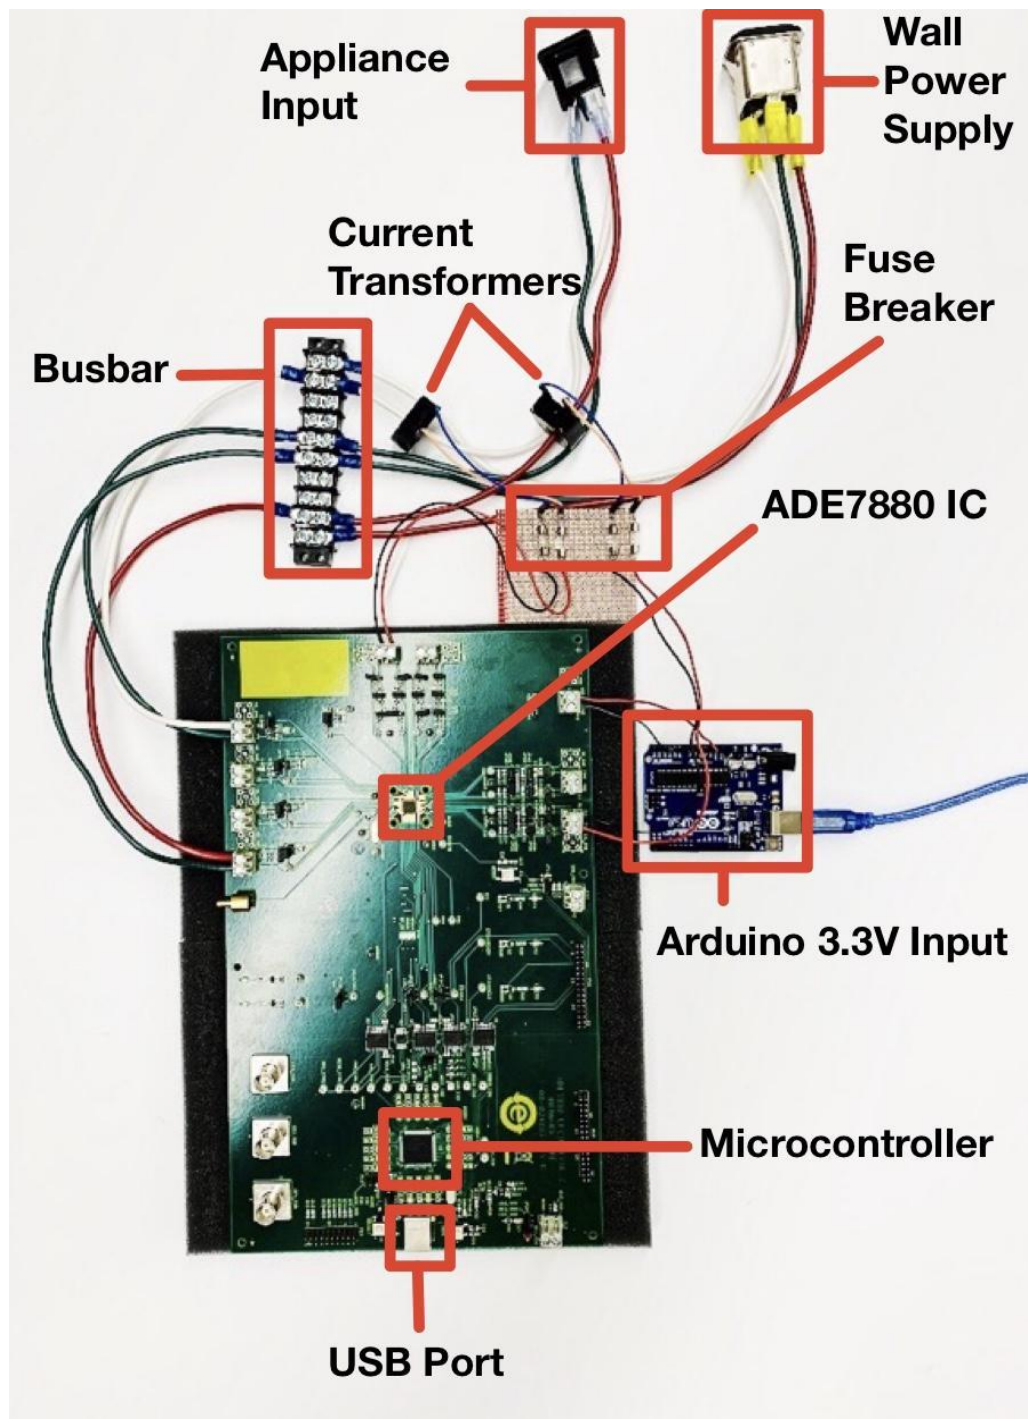 Appliance
Input
Wall
Power
Supply
Current
Transformers
Fuse
Breaker
Busbar
ADE7880 IC
Arduino 3.3V Input
Microcontroller
USB Port